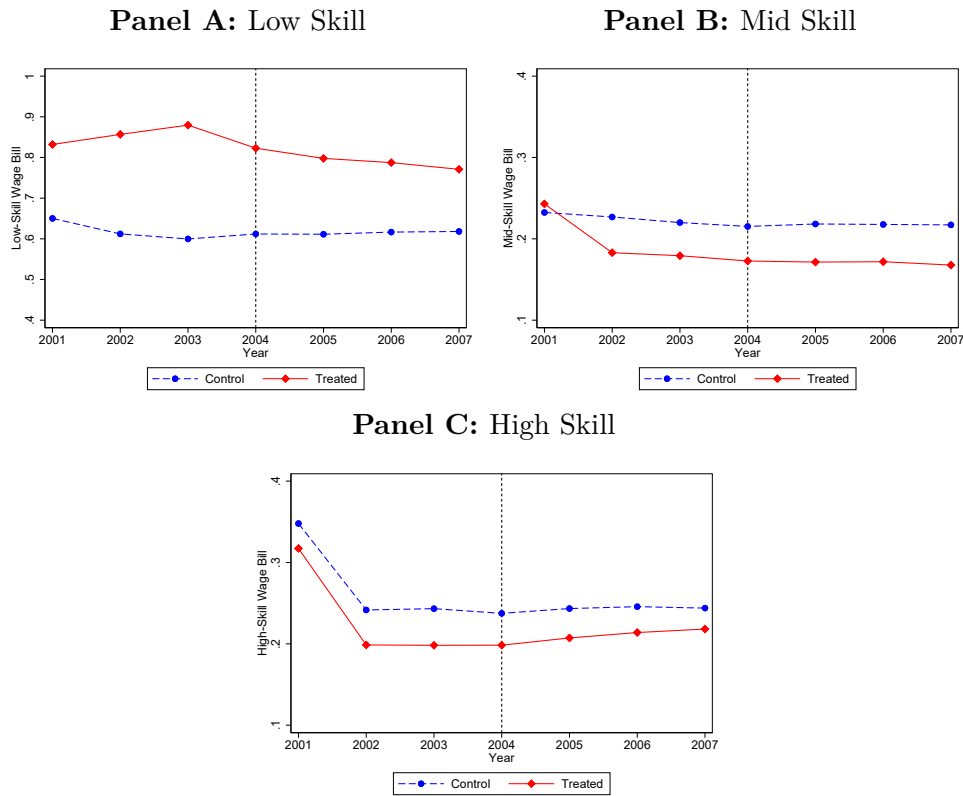 Panel A: Low Skill
Low-Skill Wage Bill
1
.9
.8
.7
.6
.5
.4
2001 2002 2003 2004 2005 2006 2007
Year
Control Treated
Panel B: Mid Skill
Mid-Skill Wage Bill
.4
.3
.2
.1
2001 2002 2003 2004 2005 2006 2007
Year
Control Treated
Panel C: High Skill
High-Skill Wage Bill
.4
.3
.2
.1
2001 2002 2003 2004 2005 2006 2007
Year
Control Treated